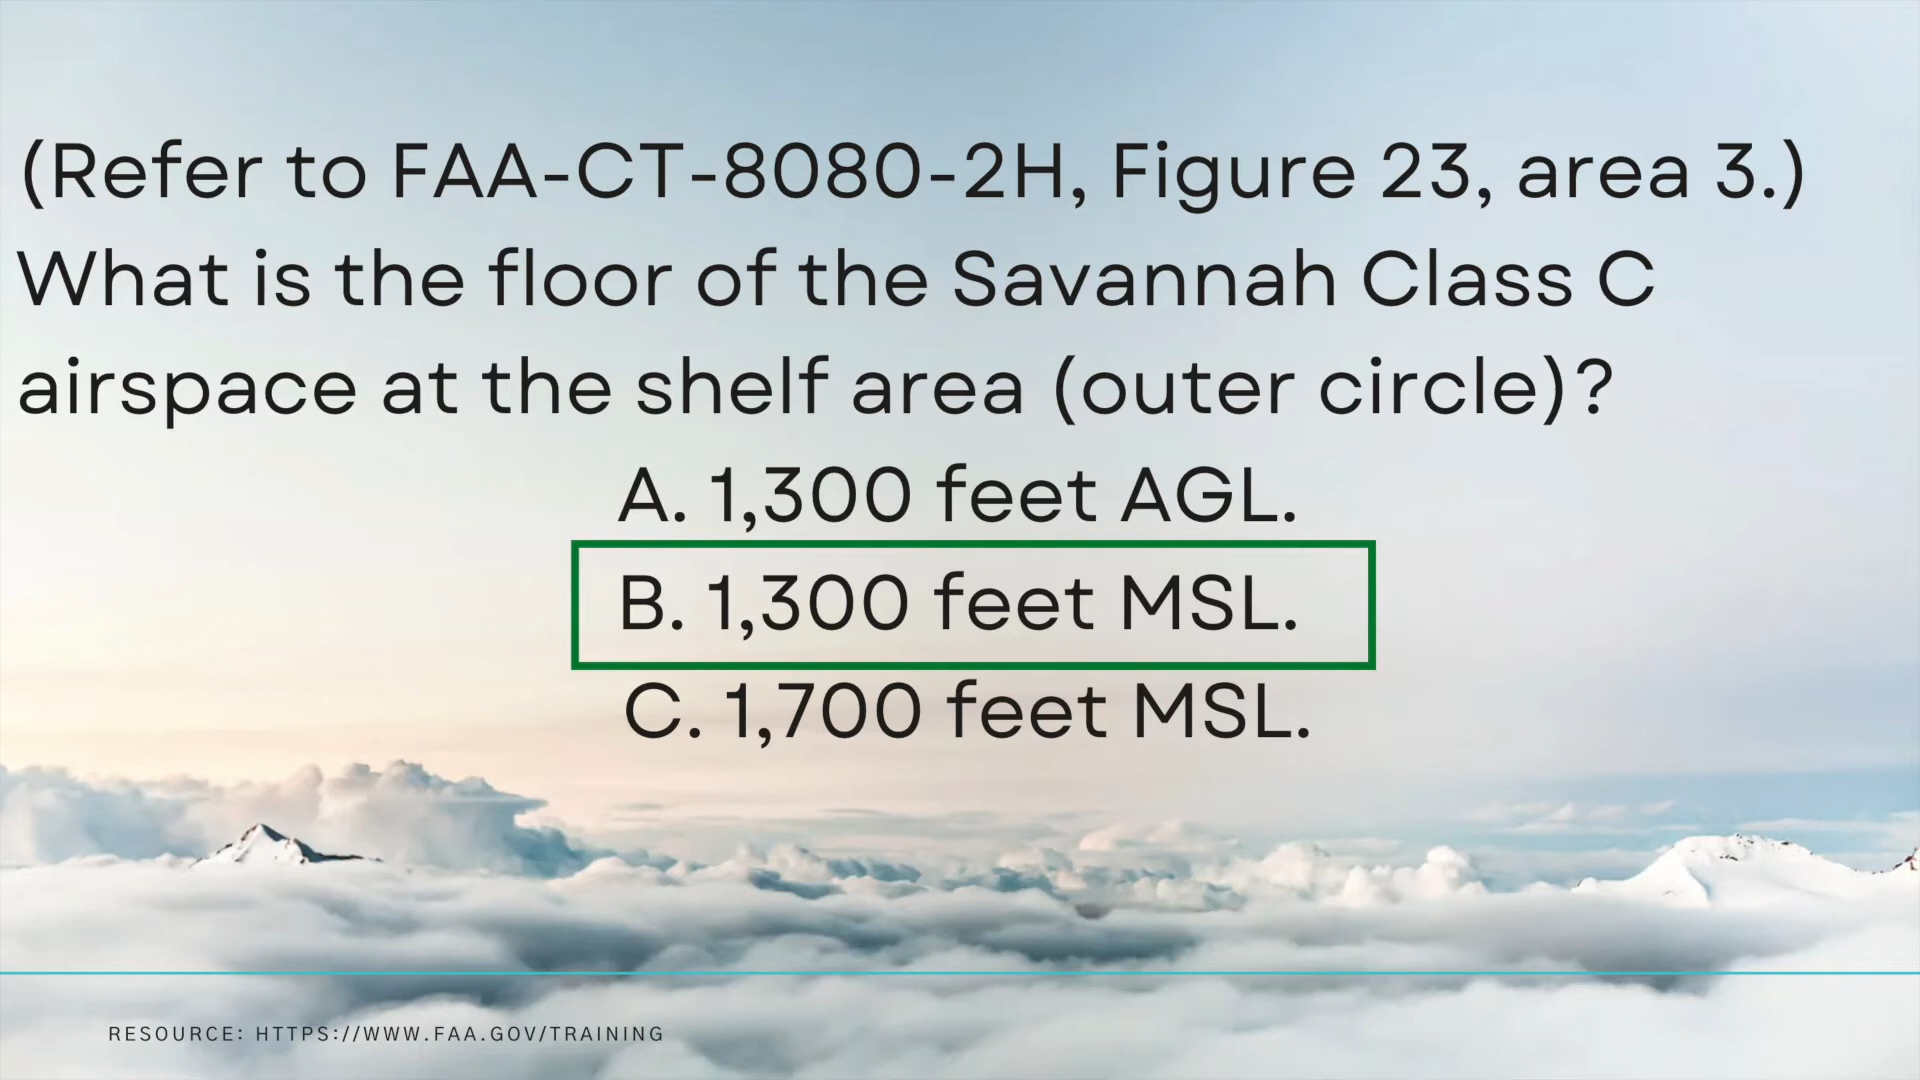 (Refer to FAA-CT-8080-2H, Figure 23, area 3.)
What is the floor of the Savannah Class C
airspace at the shelf area (outer circle)?
A. 1,300 feet AGL.
B. 1,300 feet MSL.
C. 1,700 feet MSL.
RESOURCE: HTTPS://WWW.FAA.GOV/TRAINING